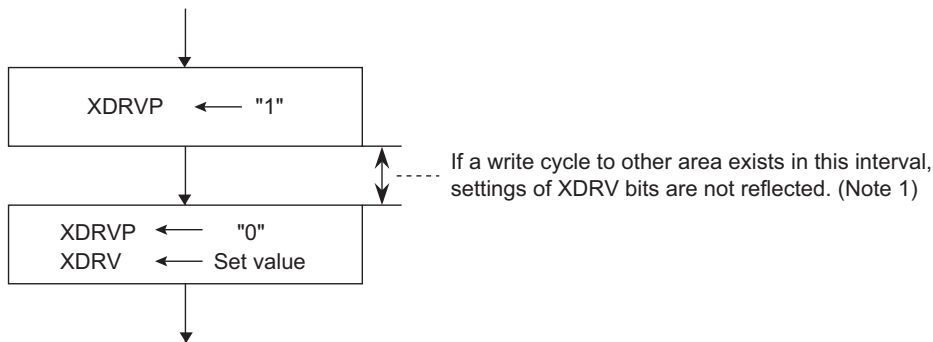 XDRVP ← "1"
If a write cycle to other area exists in this interval,
settings of XDRV bits are not reflected. (Note 1)
XDRVP ← "0"
XDRV ← Set value